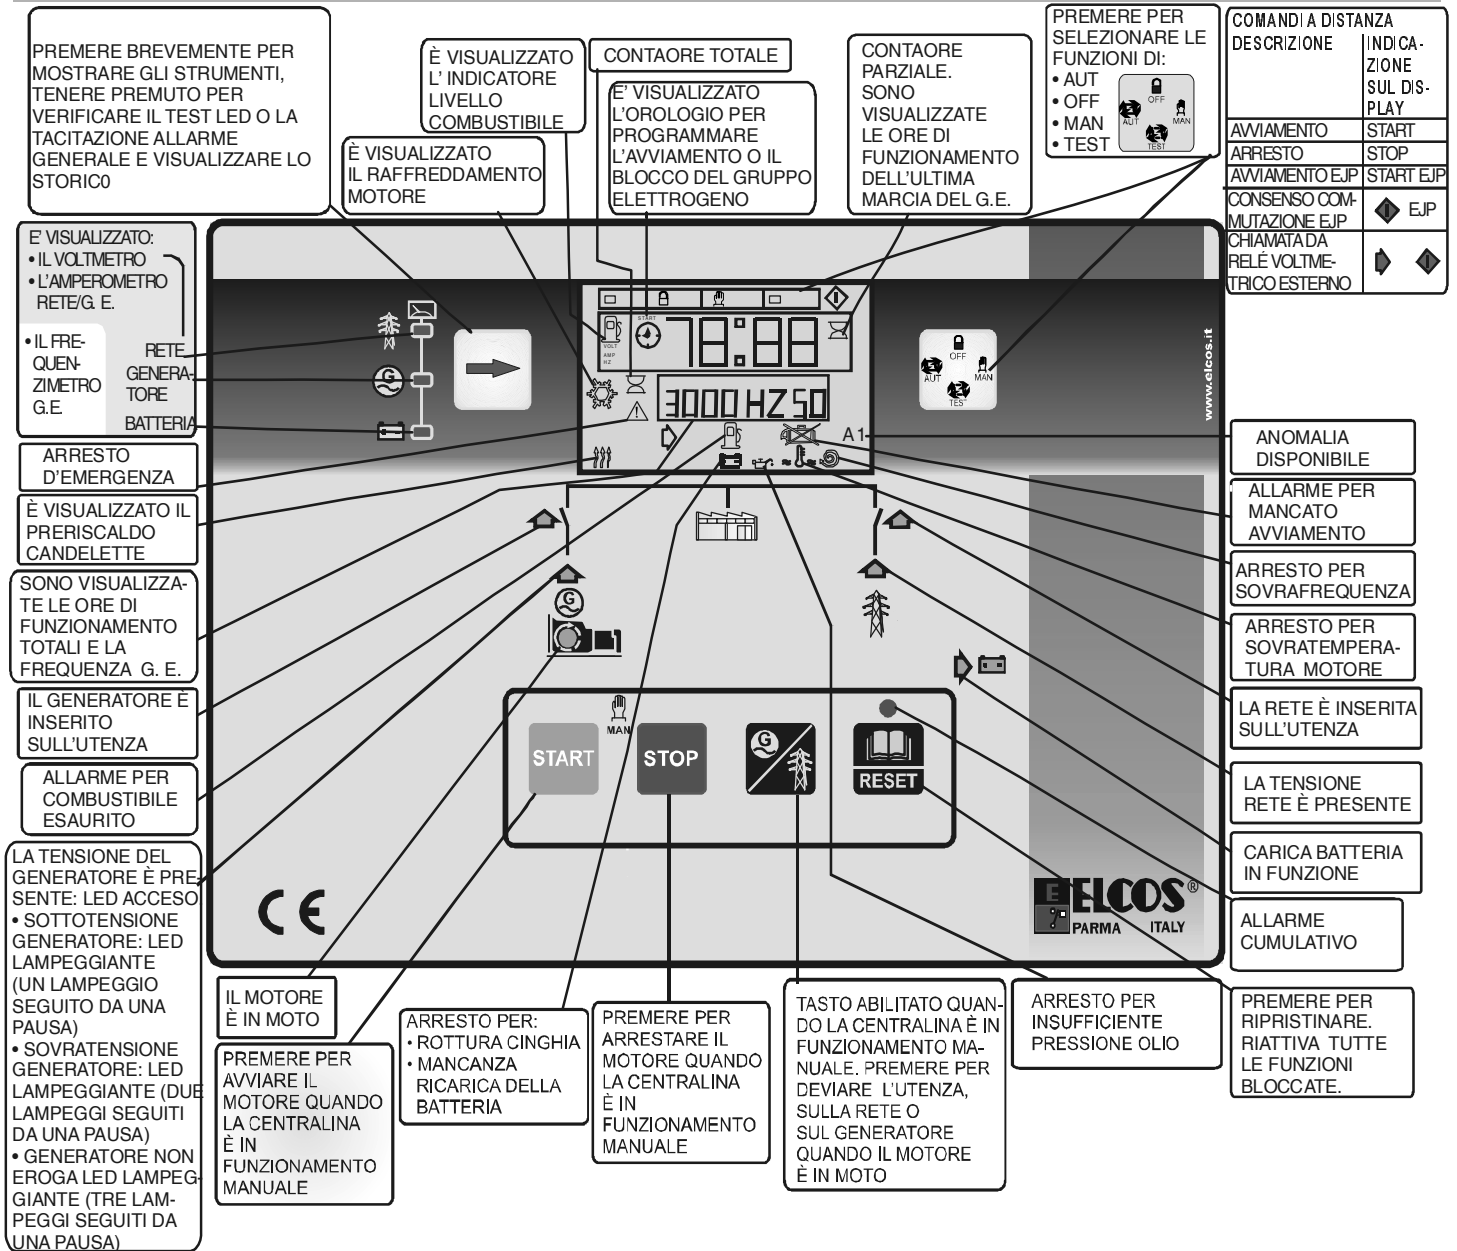 PREMERE BREVEMENTE PER
MOSTRARE GLI STRUMENTI,
TENERE PREMUTO PER
VERIFICARE IL TEST LED O LA
TACITAZIONE ALLARME
GENERALE E VISUALIZZARE LO
STORIC0
È VISUALIZZATO
L' INDICATORE
LIVELLO
COMBUSTIBILE
È VISUALIZZATO
IL RAFFREDDAMENTO
MOTORE
CONTAORE TOTALE
E' VISUALIZZATO
L'OROLOGIO PER
PROGRAMMARE
L'AVVIAMENTO O IL
BLOCCO DEL GRUPPO
ELETTROGENO
CONTAORE
PARZIALE.
SONO
VISUALIZZATE
LE ORE DI
FUNZIONAMENTO
DELL'ULTIMA
MARCIA DEL G.E.
PREMERE PER
SELEZIONARE LE
FUNZIONI DI:
• AUT
• OFF
• MAN
• TEST
OFF
AUT
MAN
TEST
COMANDI A DISTANZA
DESCRIZIONE
INDICA-
ZIONE
SUL DIS-
PLAY
AVVIAMENTO START
ARRESTO STOP
AVVIAMENTO EJP START EJP
CONSENSO COM-
MUTAZIONE EJP
EJP
CHIAMATA DA
RELÉ VOLTME-
TRICO ESTERNO
E' VISUALIZZATO:
• IL VOLTMETRO
• L'AMPEROMETRO
RETE/G. E.
• IL FRE-
QUEN-
ZIMETRO
G.E.
RETE
GENERA-
TORE
BATTERIA
G
START
VOLT
AMP
HZ
18:88
3000 HZ 50
A1
OFF
AUT
MAN
TEST
www.elcos.it
ARRESTO
D'EMERGENZA
È VISUALIZZATO IL
PRERISCALDO
CANDELETTE
SONO VISUALIZZA-
TE LE ORE DI
FUNZIONAMENTO
TOTALI E LA
FREQUENZA G. E.
IL GENERATORE È
INSERITO
SULL'UTENZA
ALLARME PER
COMBUSTIBILE
ESAURITO
LA TENSIONE DEL
GENERATORE È PRE-
SENTE: LED ACCESO
• SOTTOTENSIONE
GENERATORE: LED
LAMPEGGIANTE
(UN LAMPEGGIO
SEGUITO DA UNA
PAUSA)
• SOVRATENSIONE
GENERATORE: LED
LAMPEGGIANTE (DUE
LAMPEGGI SEGUITI
DA UNA PAUSA)
• GENERATORE NON
EROGA LED LAMPEG-
GIANTE (TRE LAM-
PEGGI SEGUITI DA
UNA PAUSA)
G
MAN
START
STOP
G
RESET
CE
E ELCOS®
PARMA ITALY
ANOMALIA
DISPONIBILE
ALLARME PER
MANCATO
AVVIAMENTO
ARRESTO PER
SOVRAFREQUENZA
ARRESTO PER
SOVRATEMPERA-
TURA MOTORE
LA RETE È INSERITA
SULL'UTENZA
LA TENSIONE
RETE È PRESENTE
CARICA BATTERIA
IN FUNZIONE
ALLARME
CUMULATIVO
IL MOTORE
È IN MOTO
PREMERE PER
AVVIARE IL
MOTORE QUANDO
LA CENTRALINA
È IN
FUNZIONAMENTO
MANUALE
ARRESTO PER:
• ROTTURA CINGHIA
• MANCANZA
RICARICA DELLA
BATTERIA
PREMERE PER
ARRESTARE IL
MOTORE QUANDO
LA CENTRALINA
È IN
FUNZIONAMENTO
MANUALE
TASTO ABILITATO QUAN-
DO LA CENTRALINA È IN
FUNZIONAMENTO MA-
NUALE. PREMERE PER
DEVIARE L'UTENZA,
SULLA RETE O
SUL GENERATORE
QUANDO IL MOTORE
È IN MOTO
ARRESTO PER
INSUFFICIENTE
PRESSIONE OLIO
PREMERE PER
RIPRISTINARE.
RIATTIVA TUTTE
LE FUNZIONI
BLOCCATE.